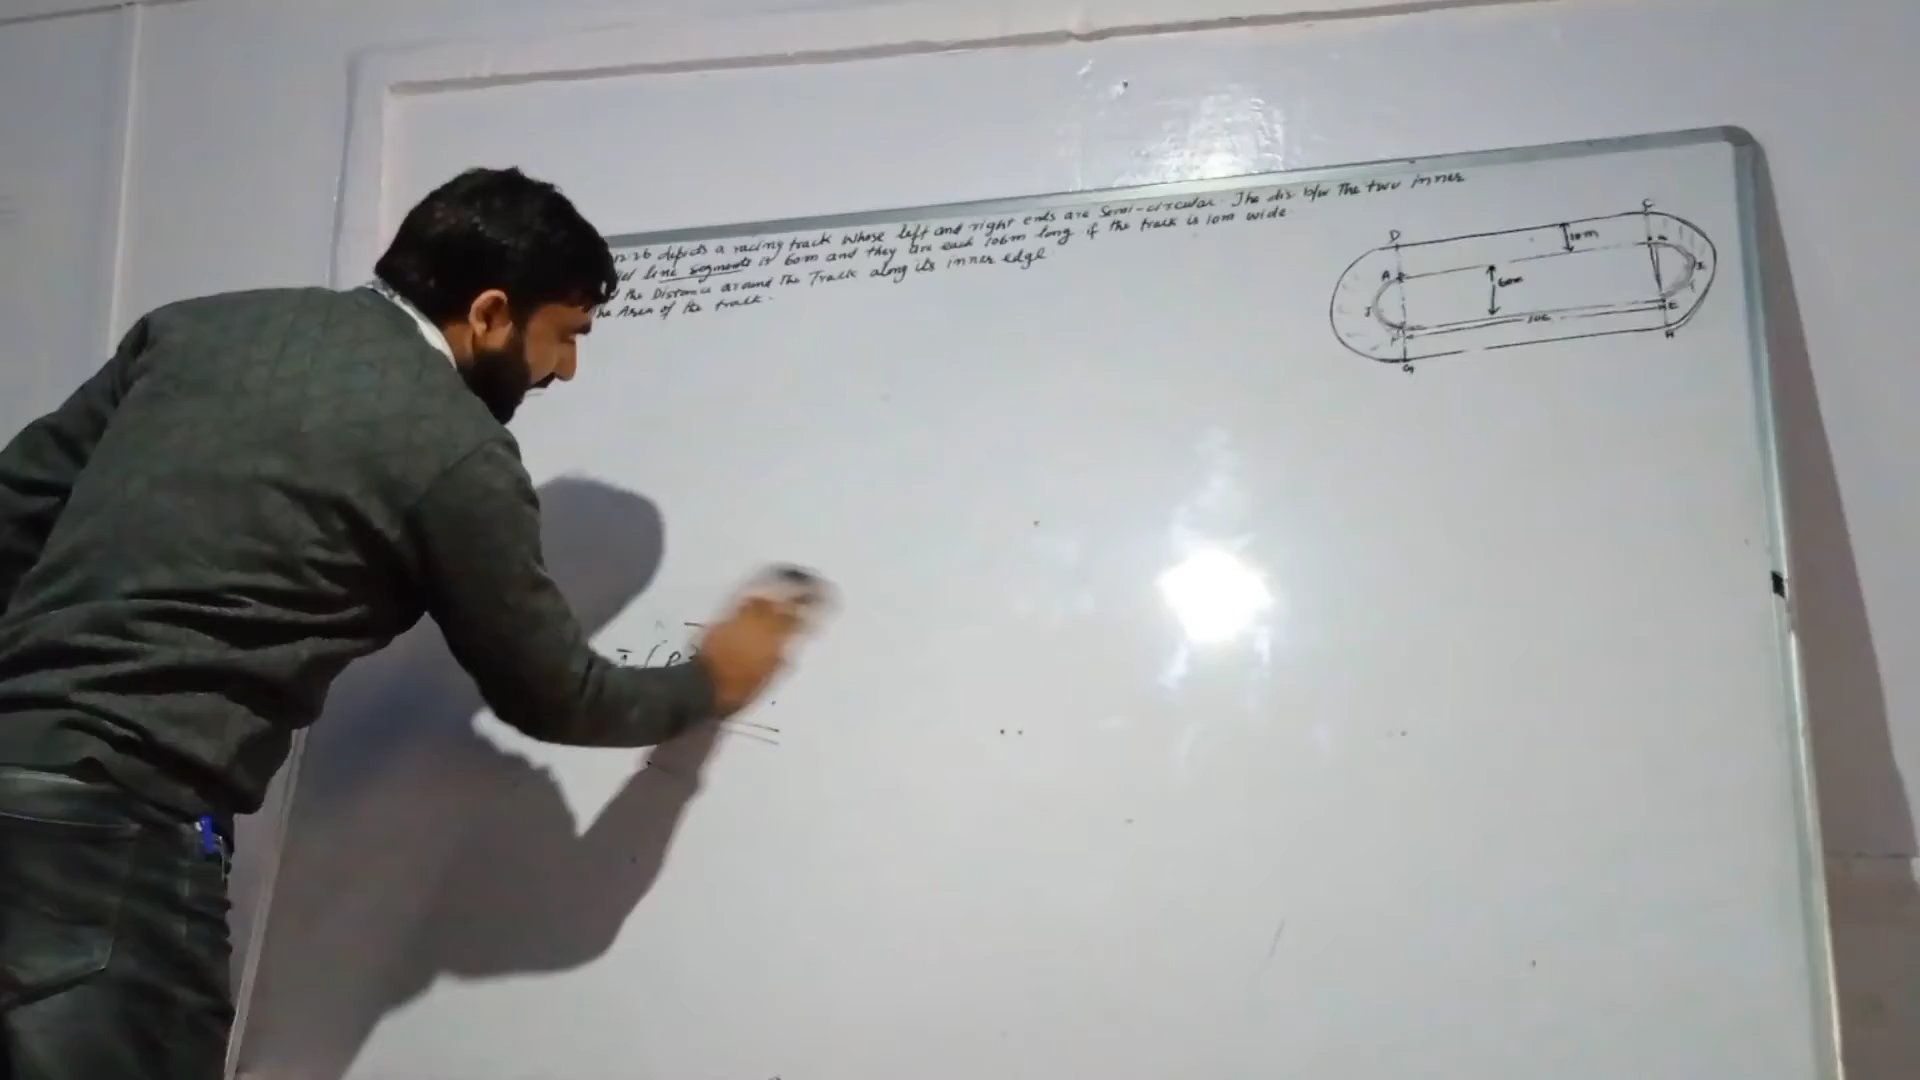 12.26 depicts a racing track whose left and right ends are Semi-circular. The dis b/w The two inner
line segments is 60m and they are each 106m long if the track is 10m wide
the Distance around The Track along its inner edge
the Area of the track.
D
C
10m
A
60m
I
J
106
E
F
H
G